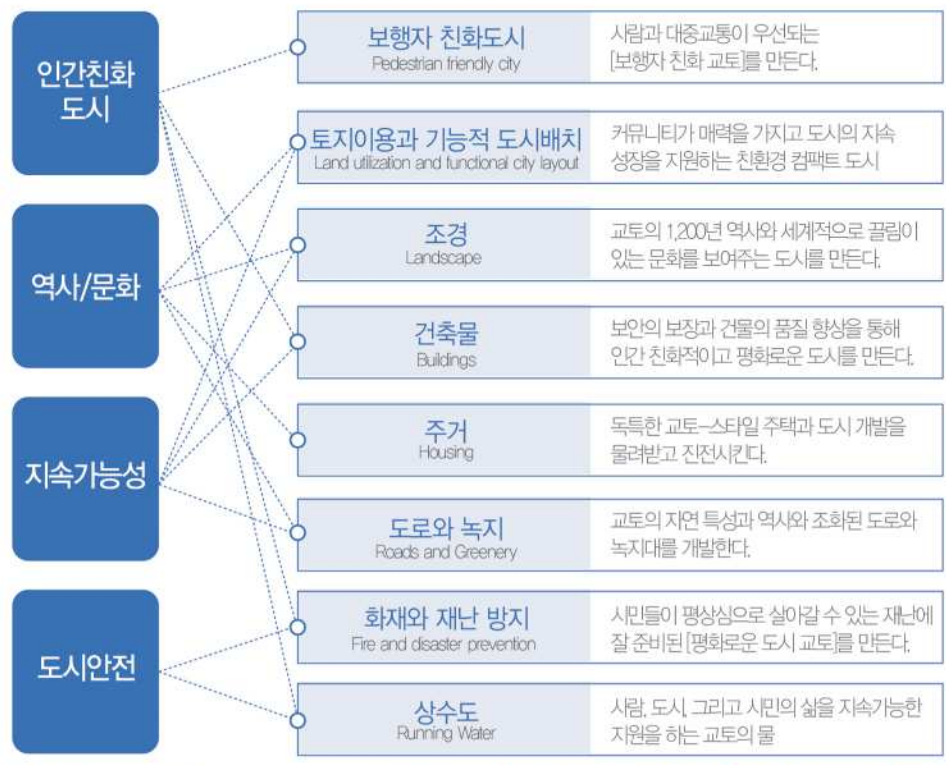 인간친화
도시
역사/문화
지속가능성
도시안전
보행자 친화도시
Pedestrian friendly city
사람과 대중교통이 우선되는
[보행자 친화 교토]를 만든다.
토지이용과 기능적 도시배치
Land utilization and functional city layout
커뮤니티가 매력을 가지고 도시의 지속
성장을 지원하는 친환경 컴팩트 도시
조경
Landscape
교토의 1,200년 역사와 세계적으로 끌림이
있는 문화를 보여주는 도시를 만든다.
건축물
Buildings
보안의 보장과 건물의 품질 향상을 통해
인간 친화적이고 평화로운 도시를 만든다.
주거
Housing
독특한 교토-스타일 주택과 도시 개발을
물려받고 진전시킨다.
도로와 녹지
Roads and Greenery
교토의 자연 특성과 역사와 조화된 도로와
녹지대를 개발한다.
화재와 재난 방지
Fire and disaster prevention
시민들이 평상심으로 살아갈 수 있는 재난에
잘 준비된 [평화로운 도시 교토]를 만든다.
상수도
Running Water
사람, 도시, 그리고 시민의 삶을 지속가능한
지원을 하는 교토의 물